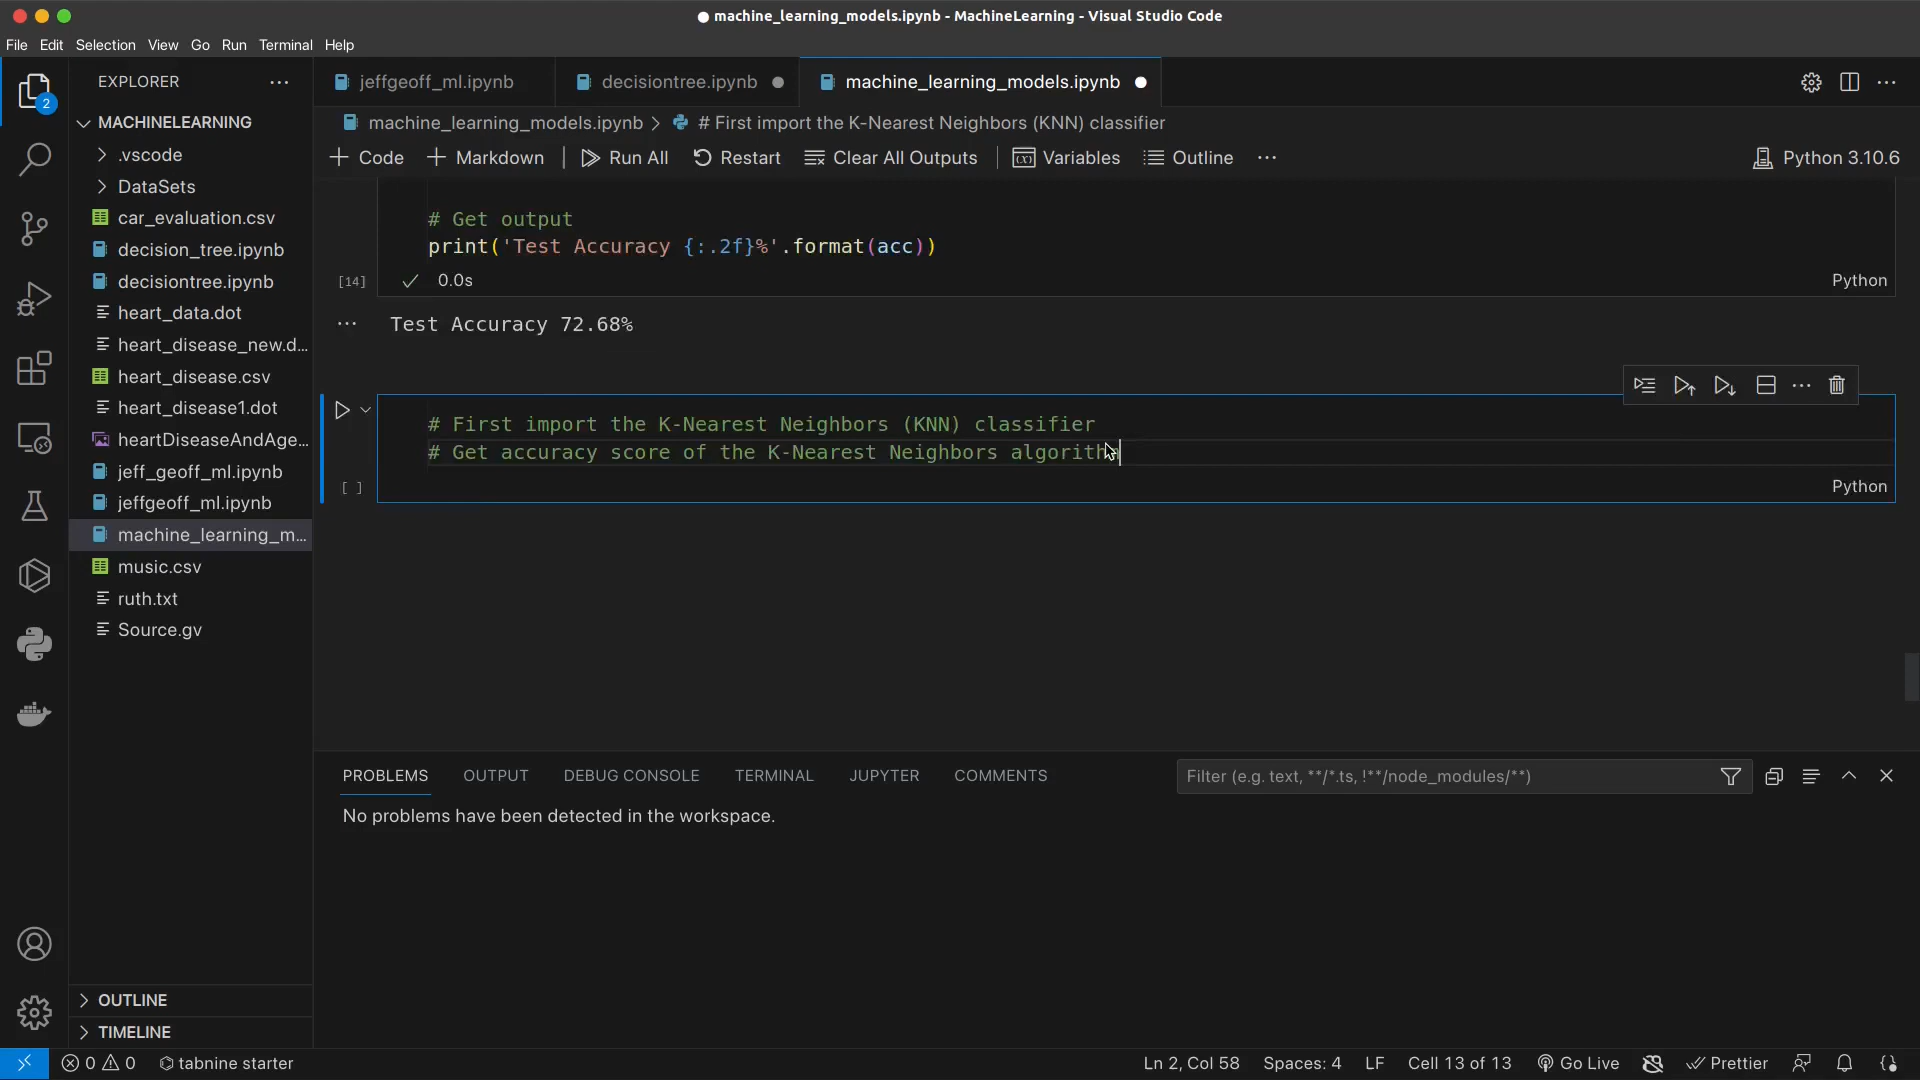 machine_learning_models.ipynb - MachineLearning - Visual Studio Code
File Edit Selection View Go Run Terminal Help
EXPLORER
jeffgeoff_ml.ipynb
decisiontree.ipynb
machine_learning_models.ipynb
2
MACHINELEARNING
.vscode
DataSets
car_evaluation.csv
decision_tree.ipynb
decisiontree.ipynb
heart_data.dot
heart_disease_new.d...
heart_disease.csv
heart_disease1.dot
heartDiseaseAndAge...
jeff_geoff_ml.ipynb
jeffgeoff_ml.ipynb
machine_learning_m...
music.csv
ruth.txt
Source.gv
OUTLINE
TIMELINE
machine_learning_models.ipynb > # First import the K-Nearest Neighbors (KNN) classifier
+ Code + Markdown Run All Restart Clear All Outputs Variables Outline ... Python 3.10.6
# Get output
print('Test Accuracy {:.2f}%'.format(acc))
[14] 0.0s Python
... Test Accuracy 72.68%
# First import the K-Nearest Neighbors (KNN) classifier
# Get accuracy score of the K-Nearest Neighbors
[ ] Python
PROBLEMS OUTPUT DEBUG CONSOLE TERMINAL JUPYTER COMMENTS
Filter (e.g. text, **/*.ts, !**/node_modules/**)
No problems have been detected in the workspace.
0 0 tabnine starter Ln 2, Col 58 Spaces: 4 LF Cell 13 of 13 Go Live Prettier